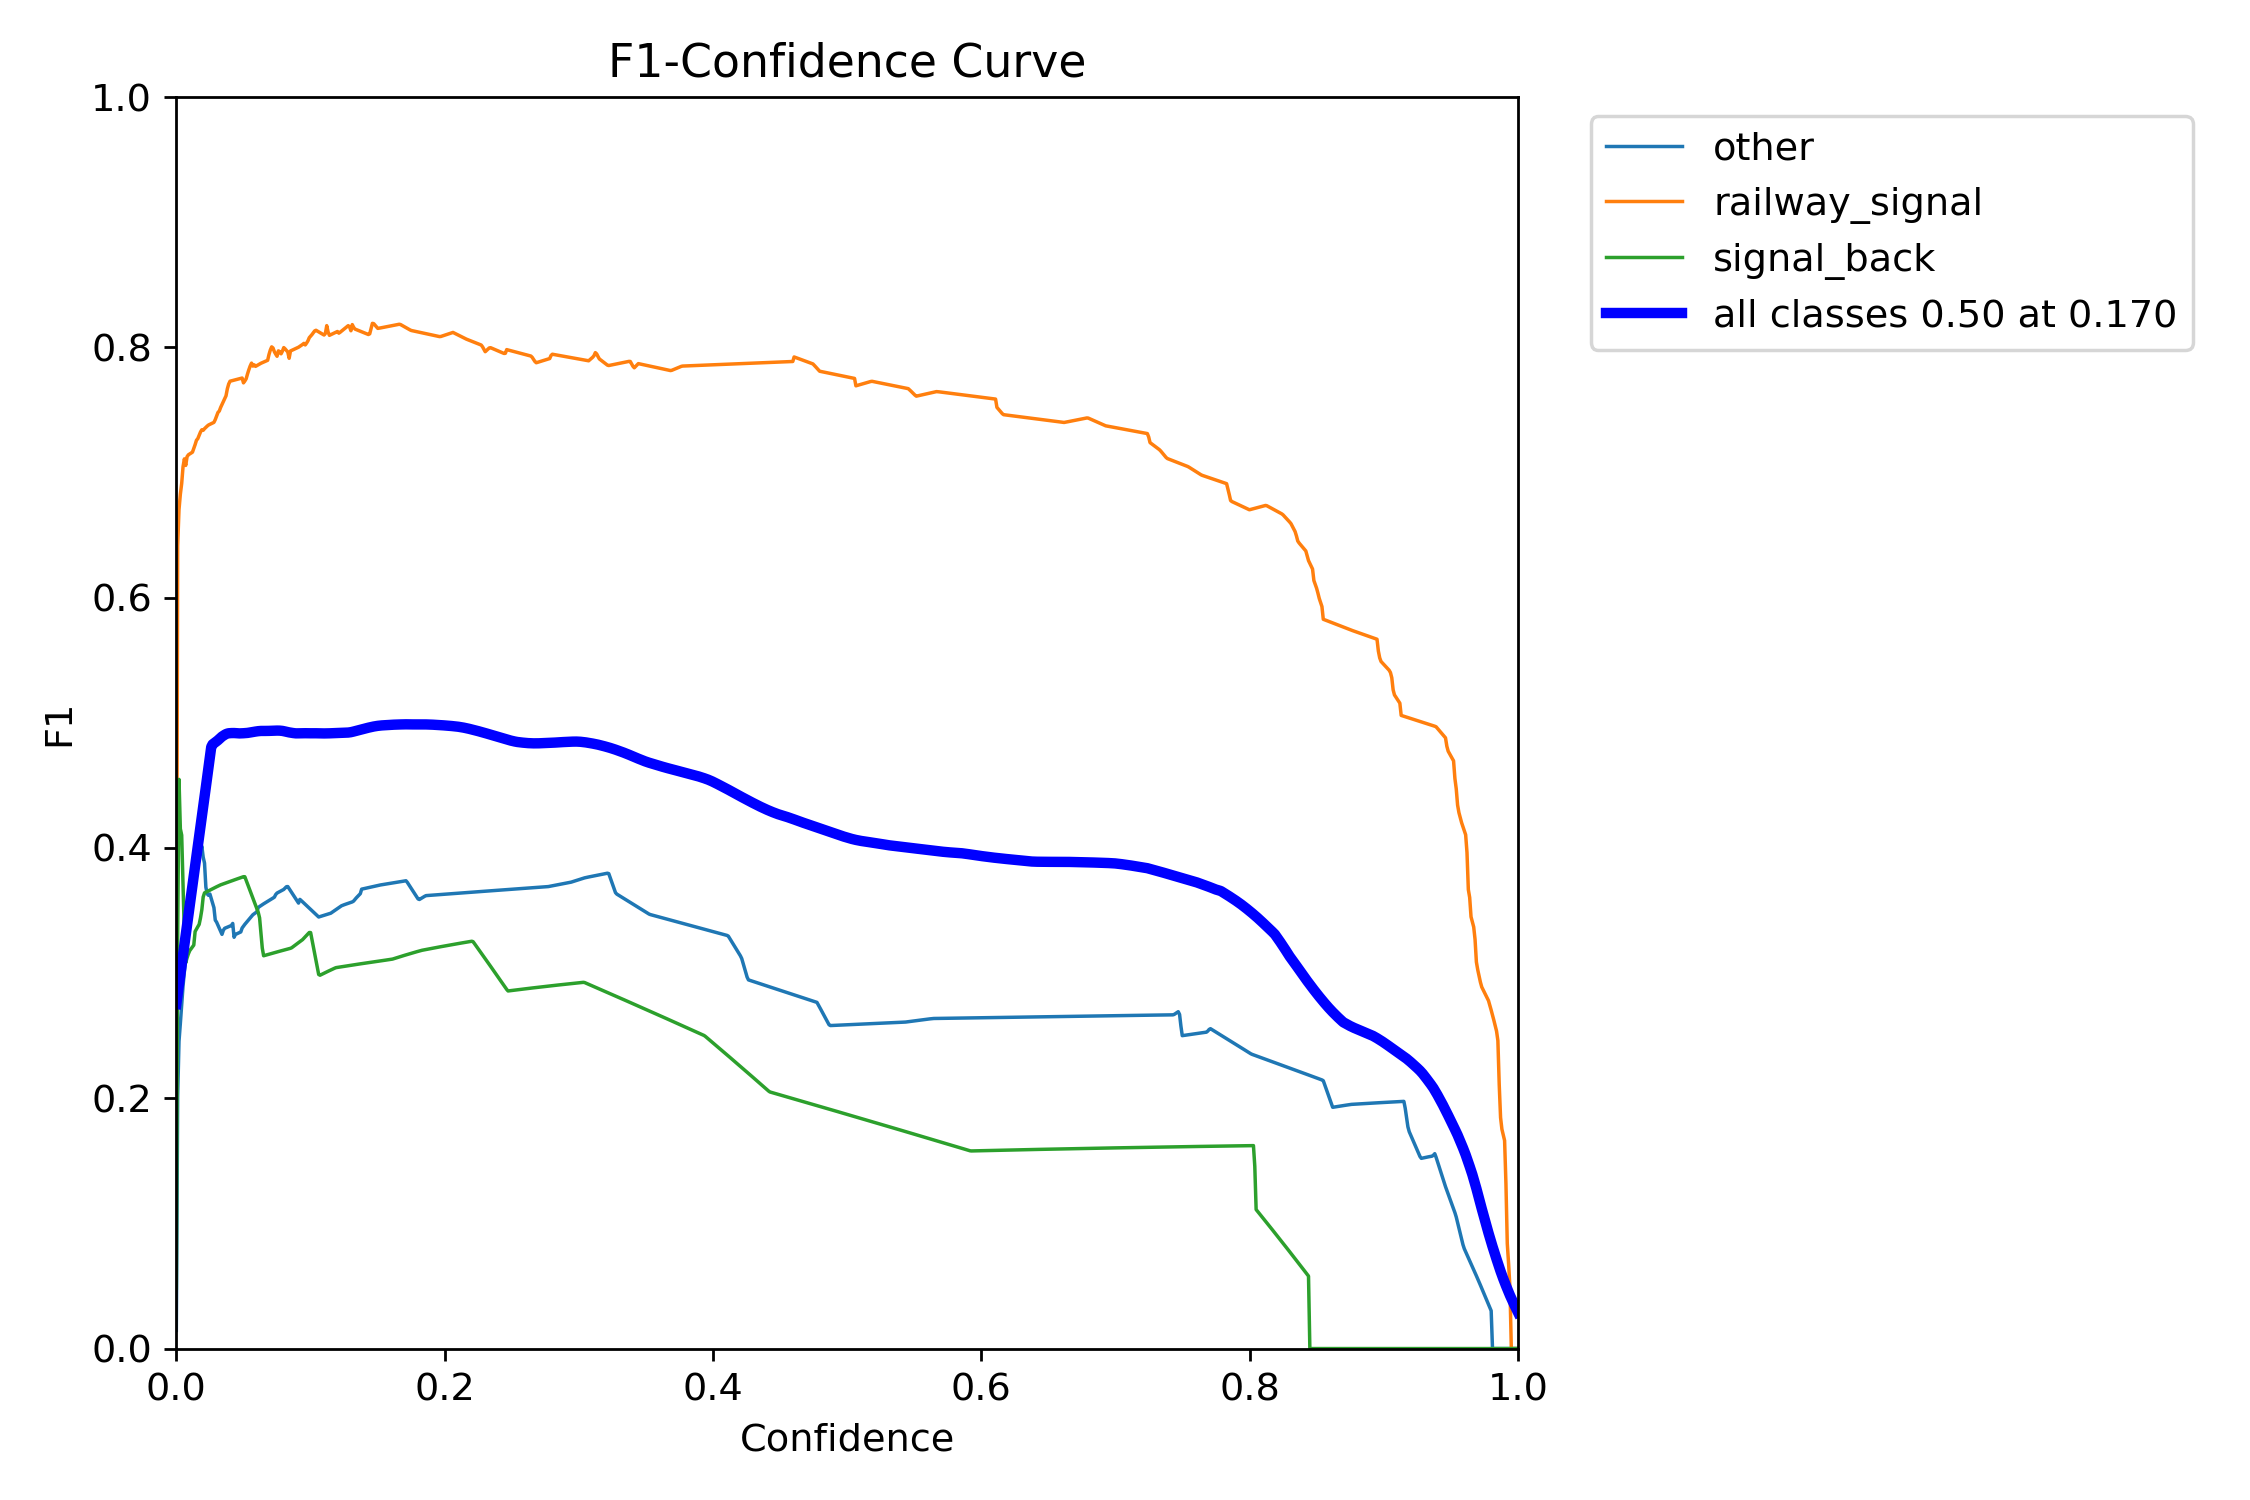 F1-Confidence Curve
1.0
0.8
0.6
0.4
0.2
0.0
F1
0.0 0.2 0.4 0.6 0.8 1.0
Confidence
other
railway_signal
signal_back
all classes 0.50 at 0.170